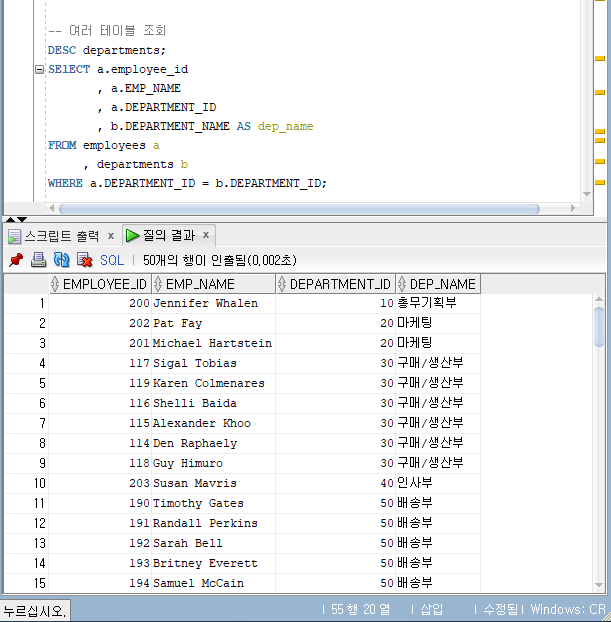 -- 여러 테이블 조회
DESC departments;
SElECT a.employee_id
, a.EMP_NAME
, a.DEPARTMENT_ID
, b.DEPARTMENT_NAME AS dep_name
FROM employees a
, departments b
WHERE a.DEPARTMENT_ID = b.DEPARTMENT_ID;
스크립트 출력 x 질의 결과 x
SQL | 50개의 행이 인출됨(0,002초)
EMPLOYEE_ID EMP_NAME DEPARTMENT_ID DEP_NAME
1 200 Jennifer Whalen 10 총무기획부
2 202 Pat Fay 20 마케팅
3 201 Michael Hartstein 20 마케팅
4 117 Sigal Tobias 30 구매/생산부
5 119 Karen Colmenares 30 구매/생산부
6 116 Shelli Baida 30 구매/생산부
7 115 Alexander Khoo 30 구매/생산부
8 114 Den Raphaely 30 구매/생산부
9 118 Guy Himuro 30 구매/생산부
10 203 Susan Mavris 40 인사부
11 190 Timothy Gates 50 배송부
12 191 Randall Perkins 50 배송부
13 192 Sarah Bell 50 배송부
14 193 Britney Everett 50 배송부
15 194 Samuel McCain 50 배송부
누르십시오. | 55 행 20 열 | 삽입 | 수정됨 | Windows: CR